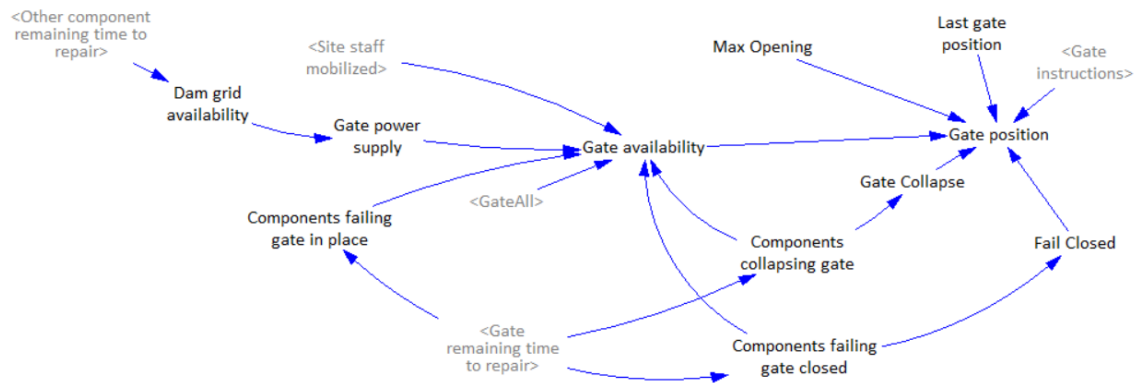 <Other component
remaining time to
repair>
<Site staff
mobilized>
Max Opening
Last gate
position
<Gate
instructions>
Dam grid
availability
Gate power
supply
Gate availability
Gate position
<GateAll>
Gate Collapse
Components failing
gate in place
Components
collapsing gate
Fail Closed
<Gate
remaining time
to repair>
Components failing
gate closed